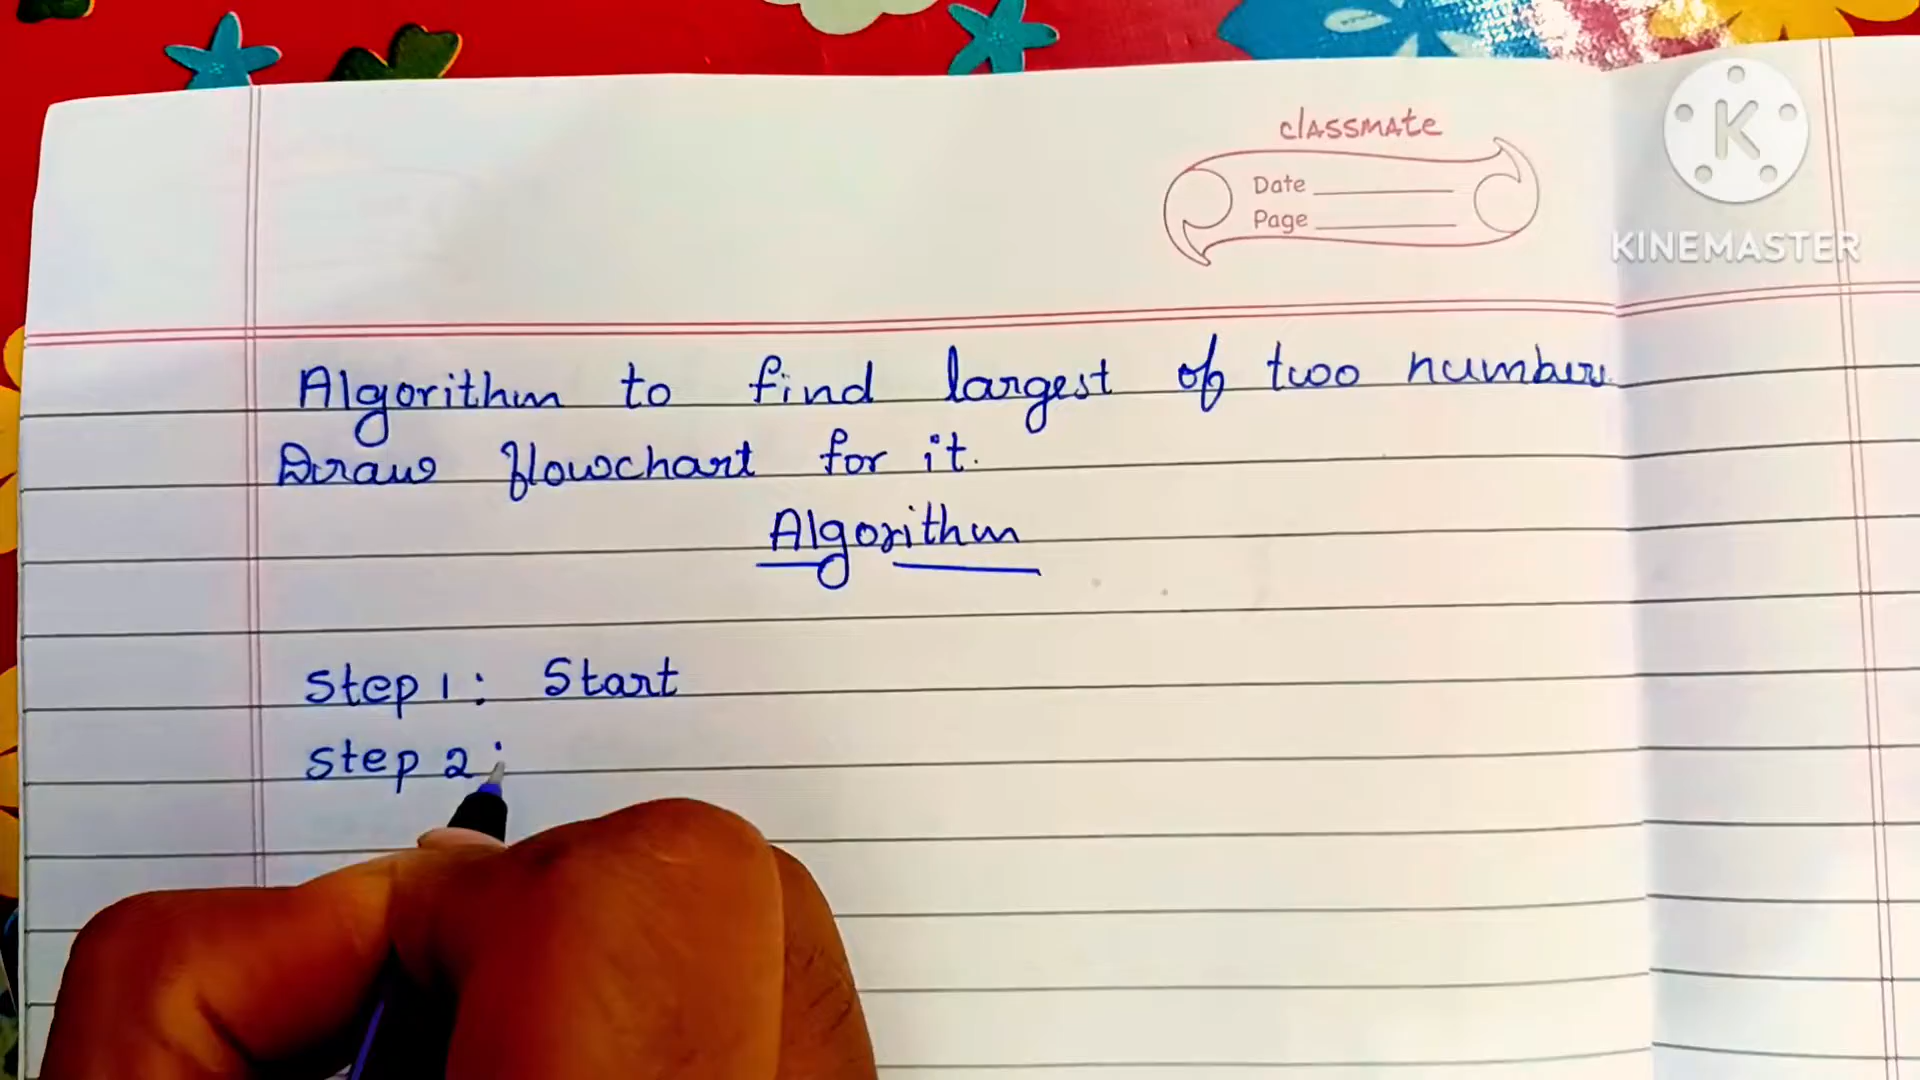 classmate
Date
Page
KINEMASTER
Algorithm to find largest of two numbers.
Draw flowchart for it.
Algorithm
Step 1: Start
Step 2: